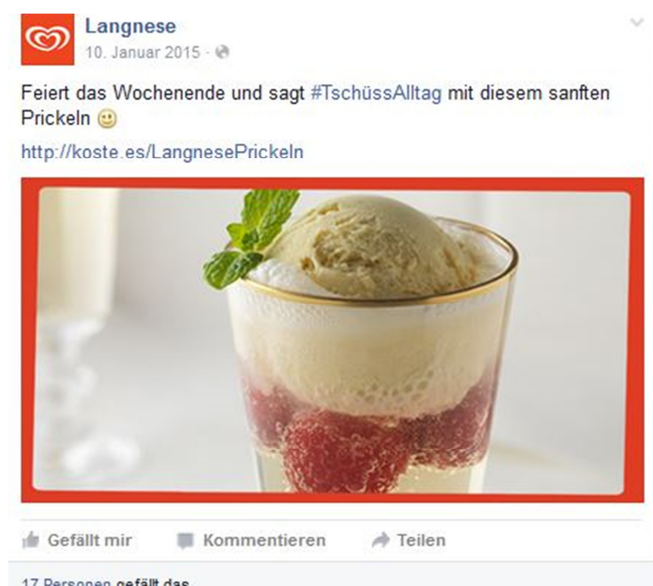 Langnese
10. Januar 2015
Feiert das Wochenende und sagt #TschüssAlltag mit diesem sanften
Prickeln
http://koste.es/LangnesePrickeln
Gefällt mir Kommentieren Teilen
17 Personen gefällt das.